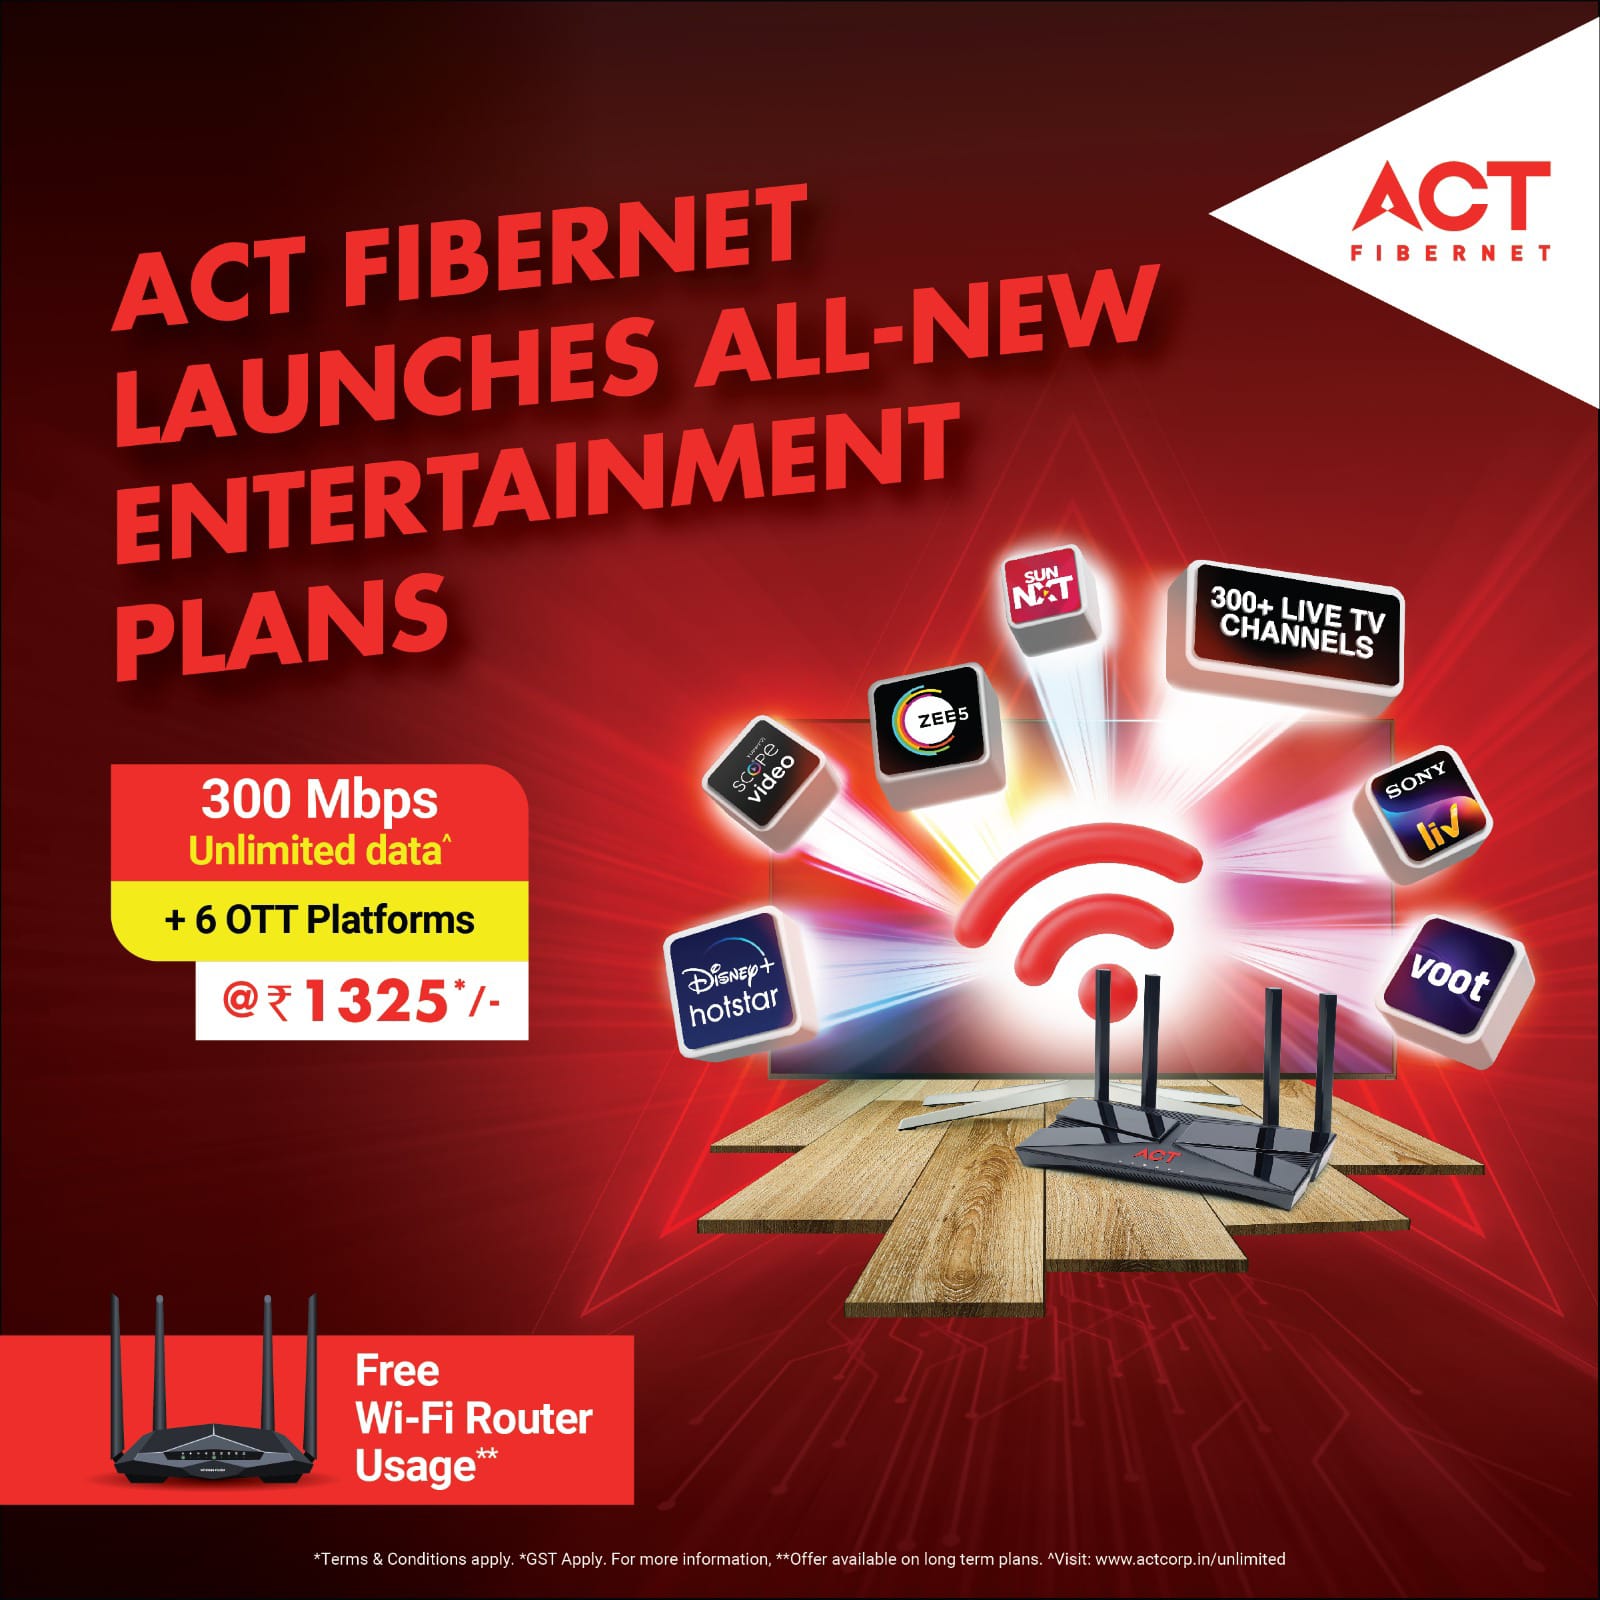 ACT
FIBERNET
ACT FIBERNET
LAUNCHES ALL-NEW
ENTERTAINMENT
PLANS
300 Mbps
Unlimited data^
+ 6 OTT Platforms
@ ₹ 1325*/-
SUN
NXT
300+ LIVE TV
CHANNELS
ZEE5
SCOPE
video
SONY
liv
Disney+
hotstar
voot
ACT
Free
Wi-Fi Router
Usage**
*Terms & Conditions apply. *GST Apply. For more information, **Offer available on long term plans. ^Visit: www.actcorp.in/unlimited